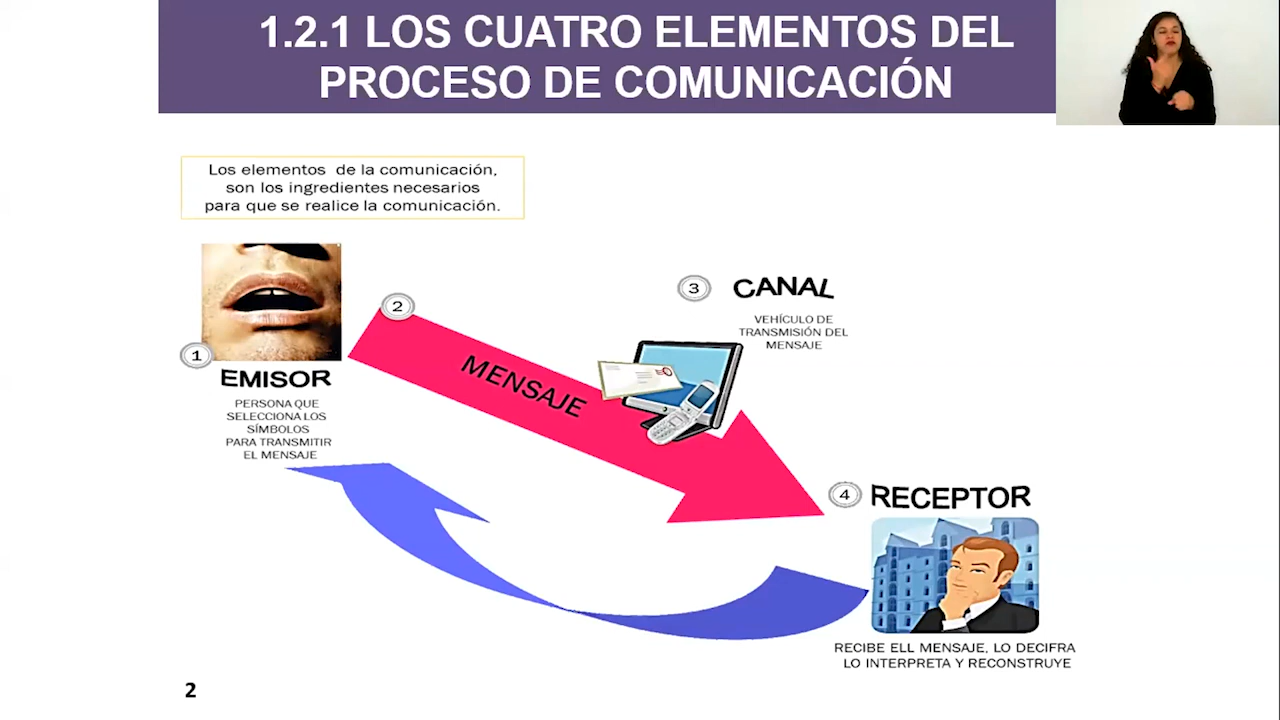 1.2.1 LOS CUATRO ELEMENTOS DEL
PROCESO DE COMUNICACIÓN
Los elementos de la comunicación,
son los ingredientes necesarios
para que se realice la comunicación.
1
EMISOR
PERSONA QUE
SELECCIONA LOS
SÍMBOLOS
PARA TRANSMITIR
EL MENSAJE
2
MENSAJE
3 CANAL
VEHÍCULO DE
TRANSMISIÓN DEL
MENSAJE
4 RECEPTOR
RECIBE ELL MENSAJE, LO DECIFRA
LO INTERPRETA Y RECONSTRUYE
2